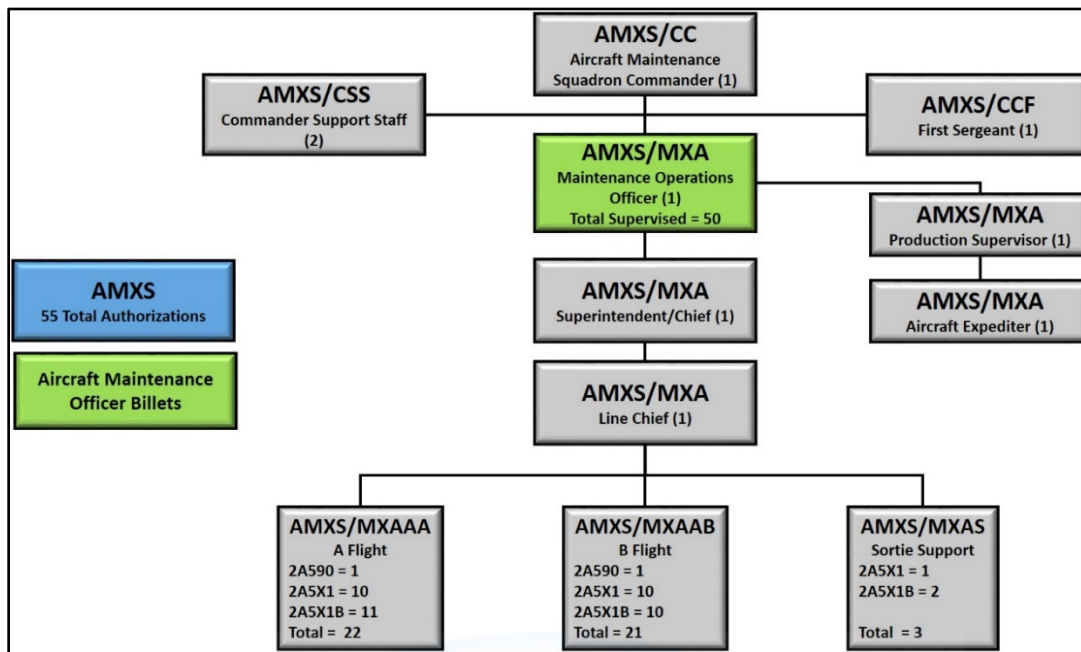 AMXS/CC
Aircraft Maintenance
Squadron Commander (1)
AMXS/CSS
Commander Support Staff
(2)
AMXS/CCF
First Sergeant (1)
AMXS/MXA
Maintenance Operations
Officer (1)
Total Supervised = 50
AMXS/MXA
Production Supervisor (1)
AMXS
55 Total Authorizations
AMXS/MXA
Superintendent/Chief (1)
AMXS/MXA
Aircraft Expediter (1)
Aircraft Maintenance
Officer Billets
AMXS/MXA
Line Chief (1)
AMXS/MXAAA
A Flight
2A590 = 1
2A5X1 = 10
2A5X1B = 11
Total = 22
AMXS/MXAAB
B Flight
2A590 = 1
2A5X1 = 10
2A5X1B = 10
Total = 21
AMXS/MXAS
Sortie Support
2A5X1 = 1
2A5X1B = 2
Total = 3